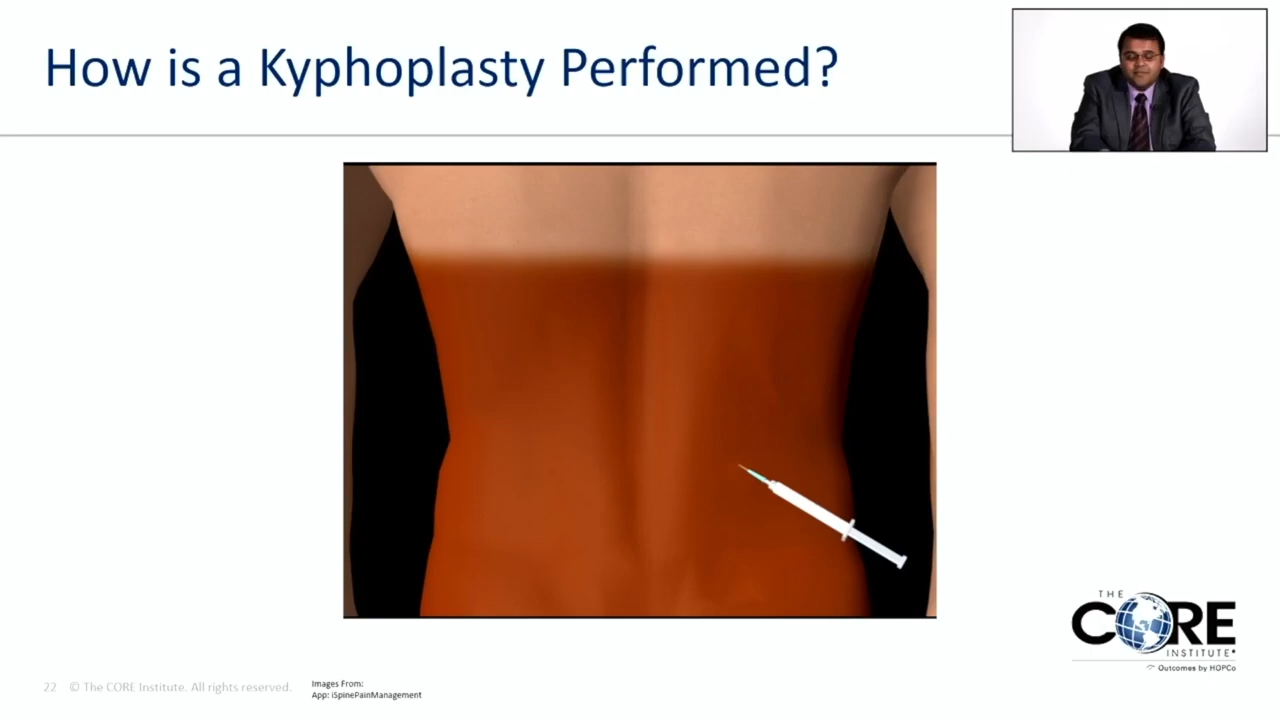 How is a Kyphoplasty Performed?
THE
CORE
INSTITUTE
Outcomes by HOPCo
22 © The CORE Institute. All rights reserved.
Images From:
App: iSpinePainManagement